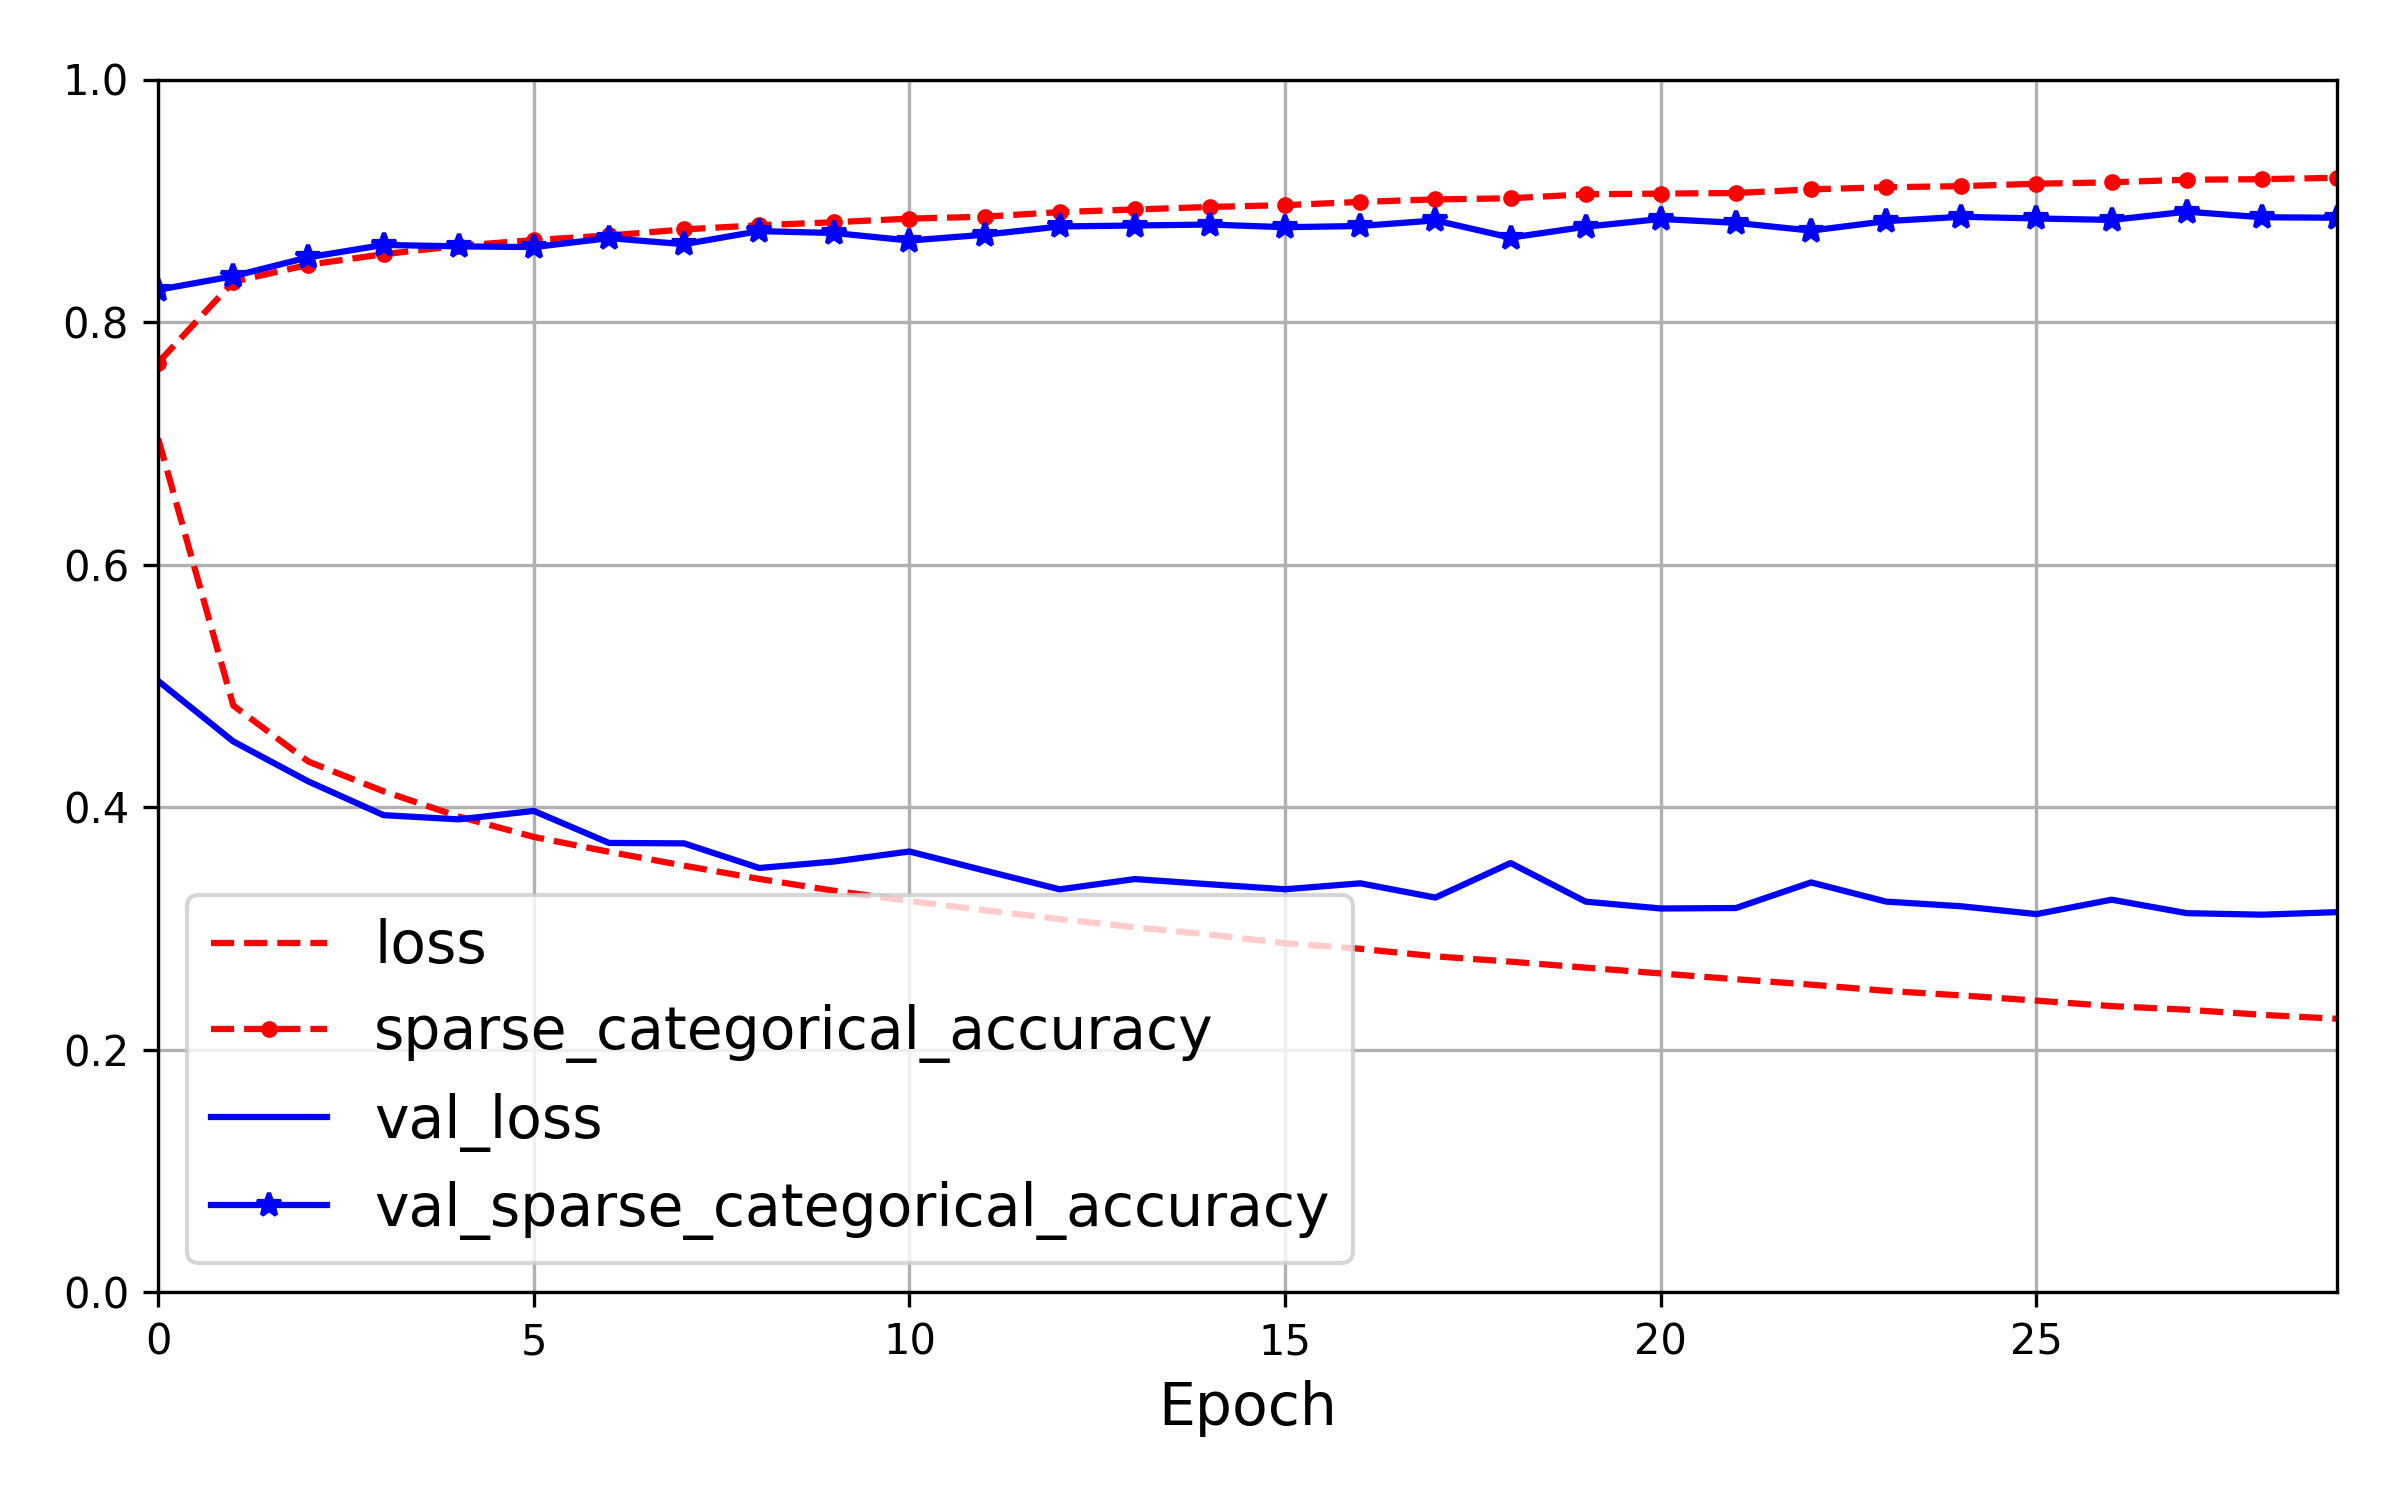 1.0
0.8
0.6
0.4
0.2
0.0
loss
sparse_categorical_accuracy
val_loss
val_sparse_categorical_accuracy
0 5 10 15 20 25
Epoch